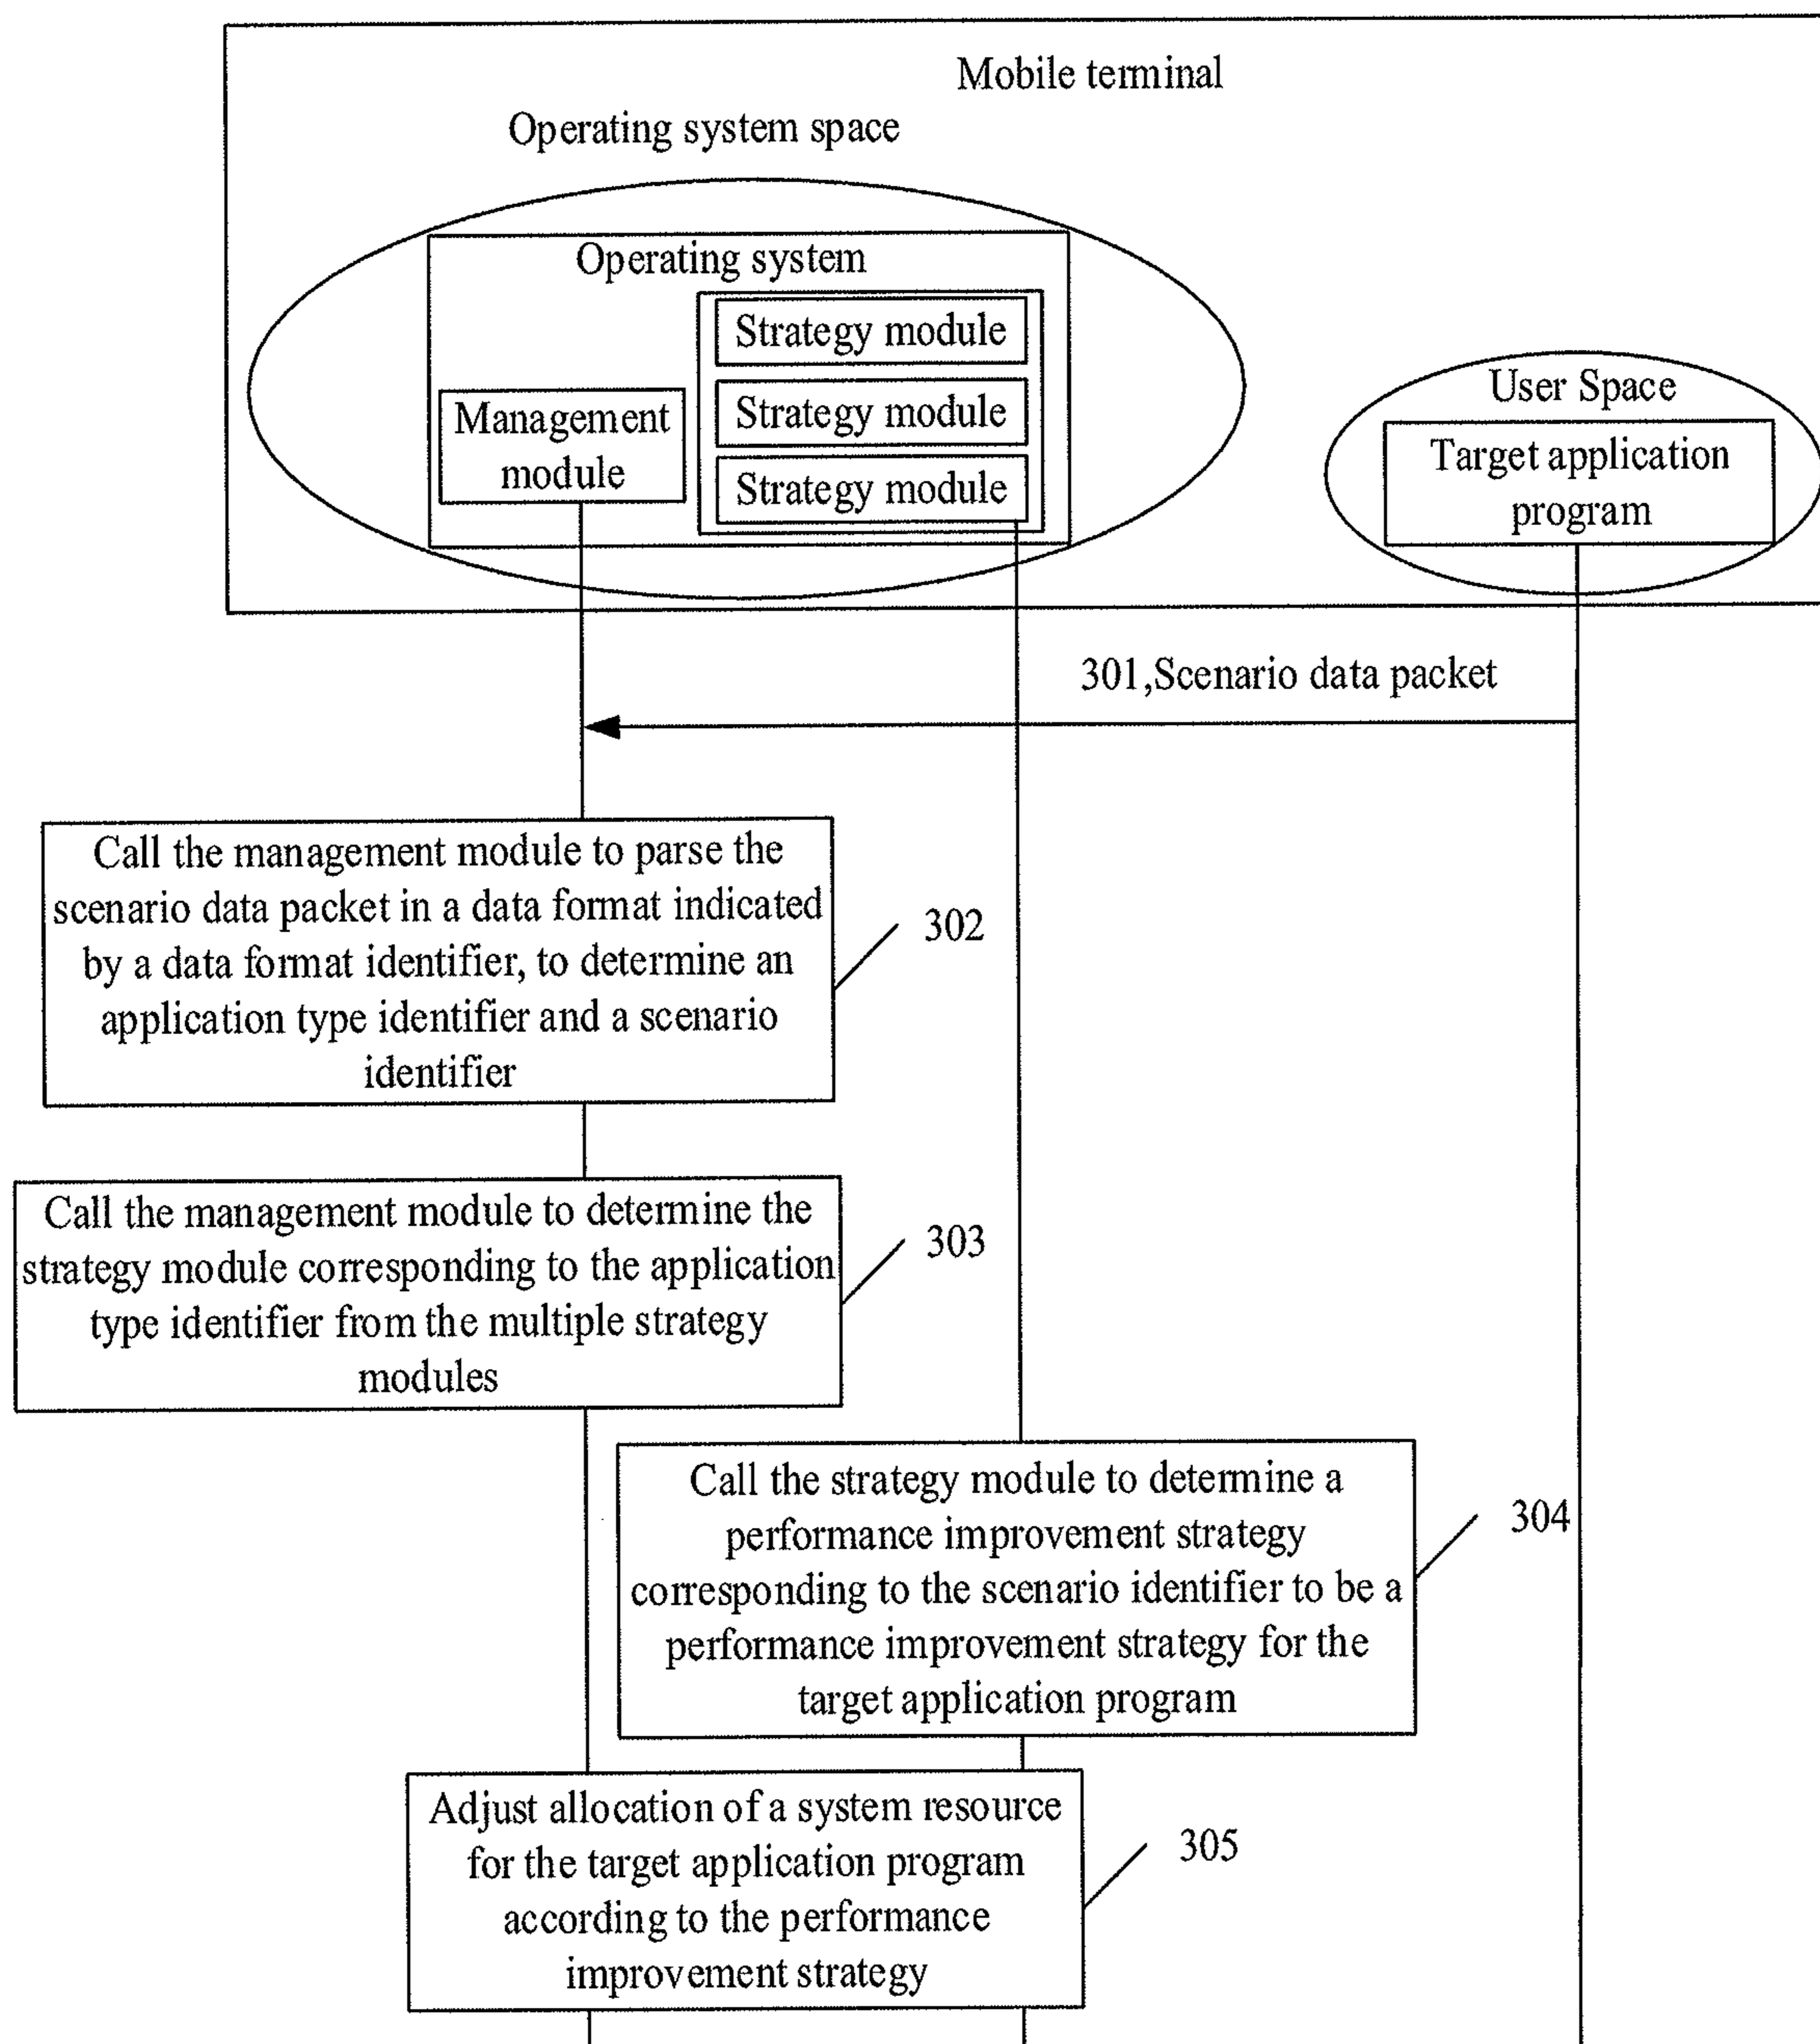 Mobile terminal
Operating system space
Operating system
Strategy module
Strategy module
Strategy module
Management
module
User Space
Target application
program
301,Scenario data packet
Call the management module to parse the
scenario data packet in a data format indicated
by a data format identifier, to determine an
application type identifier and a scenario
identifier
302
Call the management module to determine the
strategy module corresponding to the application
type identifier from the multiple strategy
modules
303
Call the strategy module to determine a
performance improvement strategy
corresponding to the scenario identifier to be a
performance improvement strategy for the
target application program
304
Adjust allocation of a system resource
for the target application program
according to the performance
improvement strategy
305